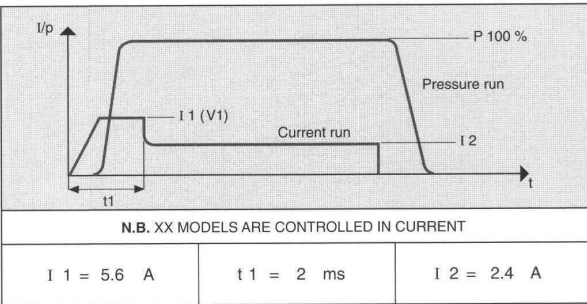 I/p
P 100 %
Pressure run
I 1 (V1)
Current run
I 2
t
t1
N.B. XX MODELS ARE CONTROLLED IN CURRENT
I 1 = 5.6 A
t 1 = 2 ms
I 2 = 2.4 A